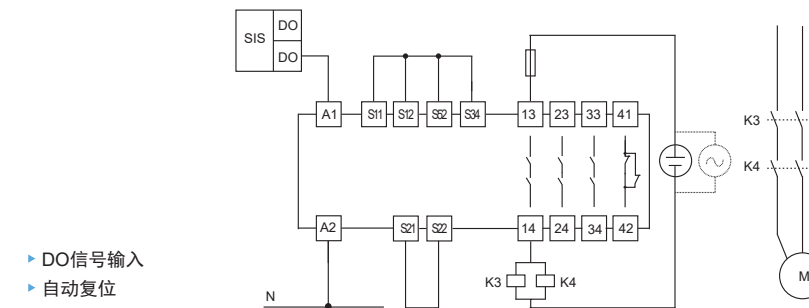 SIS DO
DO
A1 S11 S12 S52 S34 13 23 33 41
K3
K4
A2 S21 S22 14 24 34 42
K3 K4
M
N
▸ DO信号输入
▸ 自动复位